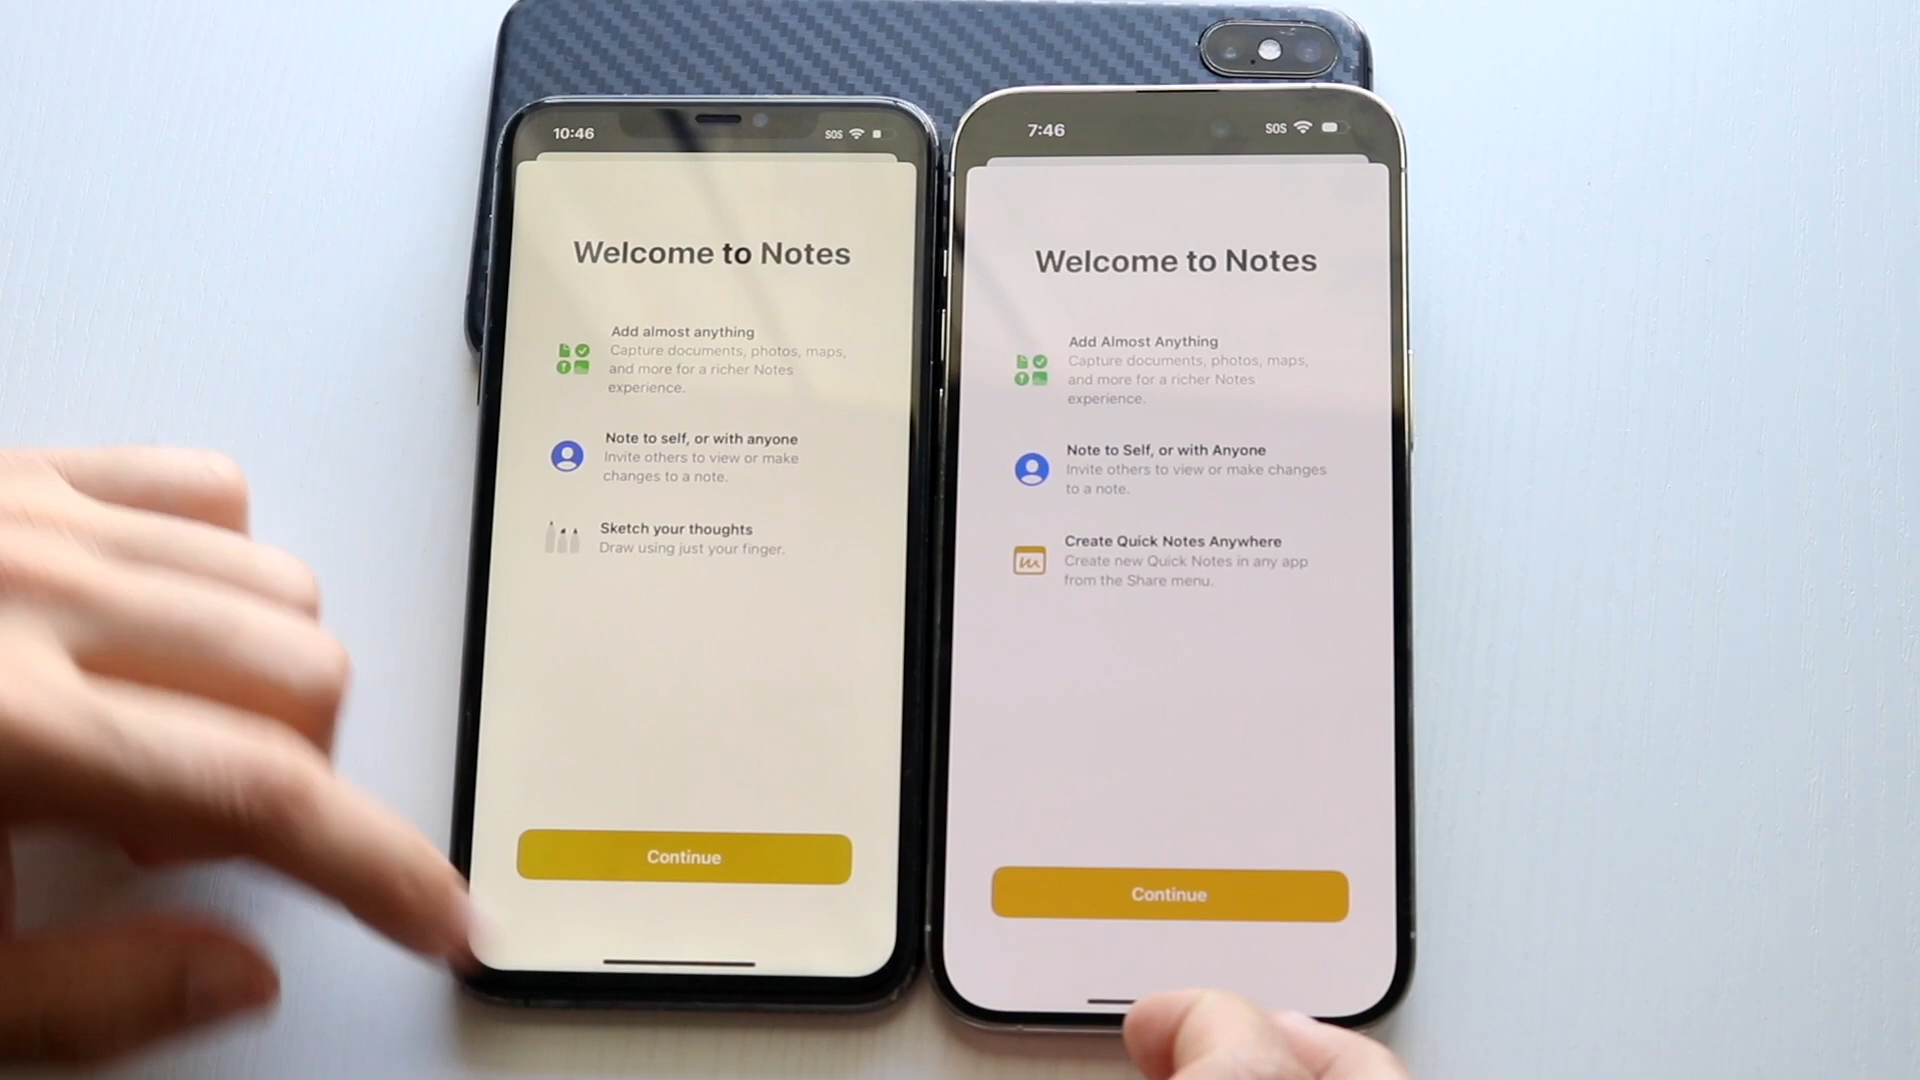 10:46
SOS
Welcome to Notes
Add almost anything
Capture documents, photos, maps,
and more for a richer Notes
experience.
Note to self, or with anyone
Invite others to view or make
changes to a note.
Sketch your thoughts
Draw using just your finger.
Continue
7:46
SOS
Welcome to Notes
Add Almost Anything
Capture documents, photos, maps,
and more for a richer Notes
experience.
Note to Self, or with Anyone
Invite others to view or make changes
to a note.
Create Quick Notes Anywhere
Create new Quick Notes in any app
from the Share menu.
Continue